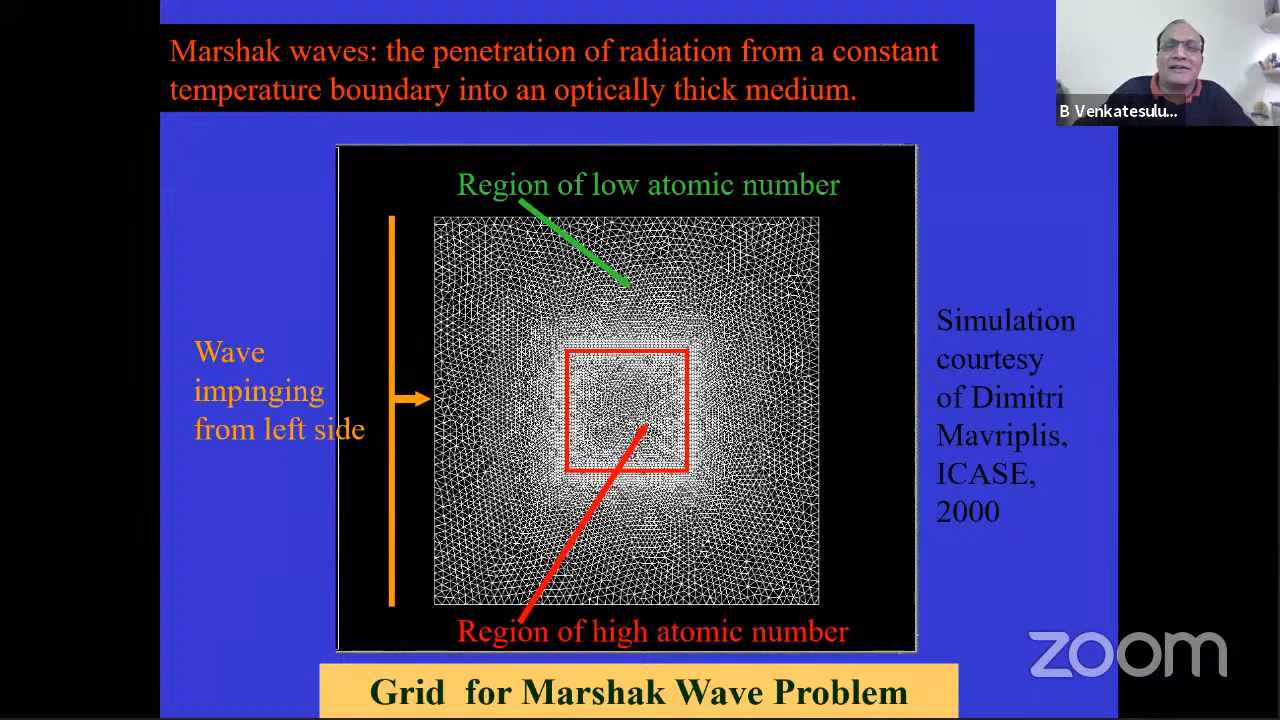 Marshak waves: the penetration of radiation from a constant
temperature boundary into an optically thick medium.
B Venkatesulu...
Region of low atomic number
Wave
impinging
from left side
Simulation
courtesy
of Dimitri
Mavriplis,
ICASE,
2000
Region of high atomic number
zoom
Grid for Marshak Wave Problem